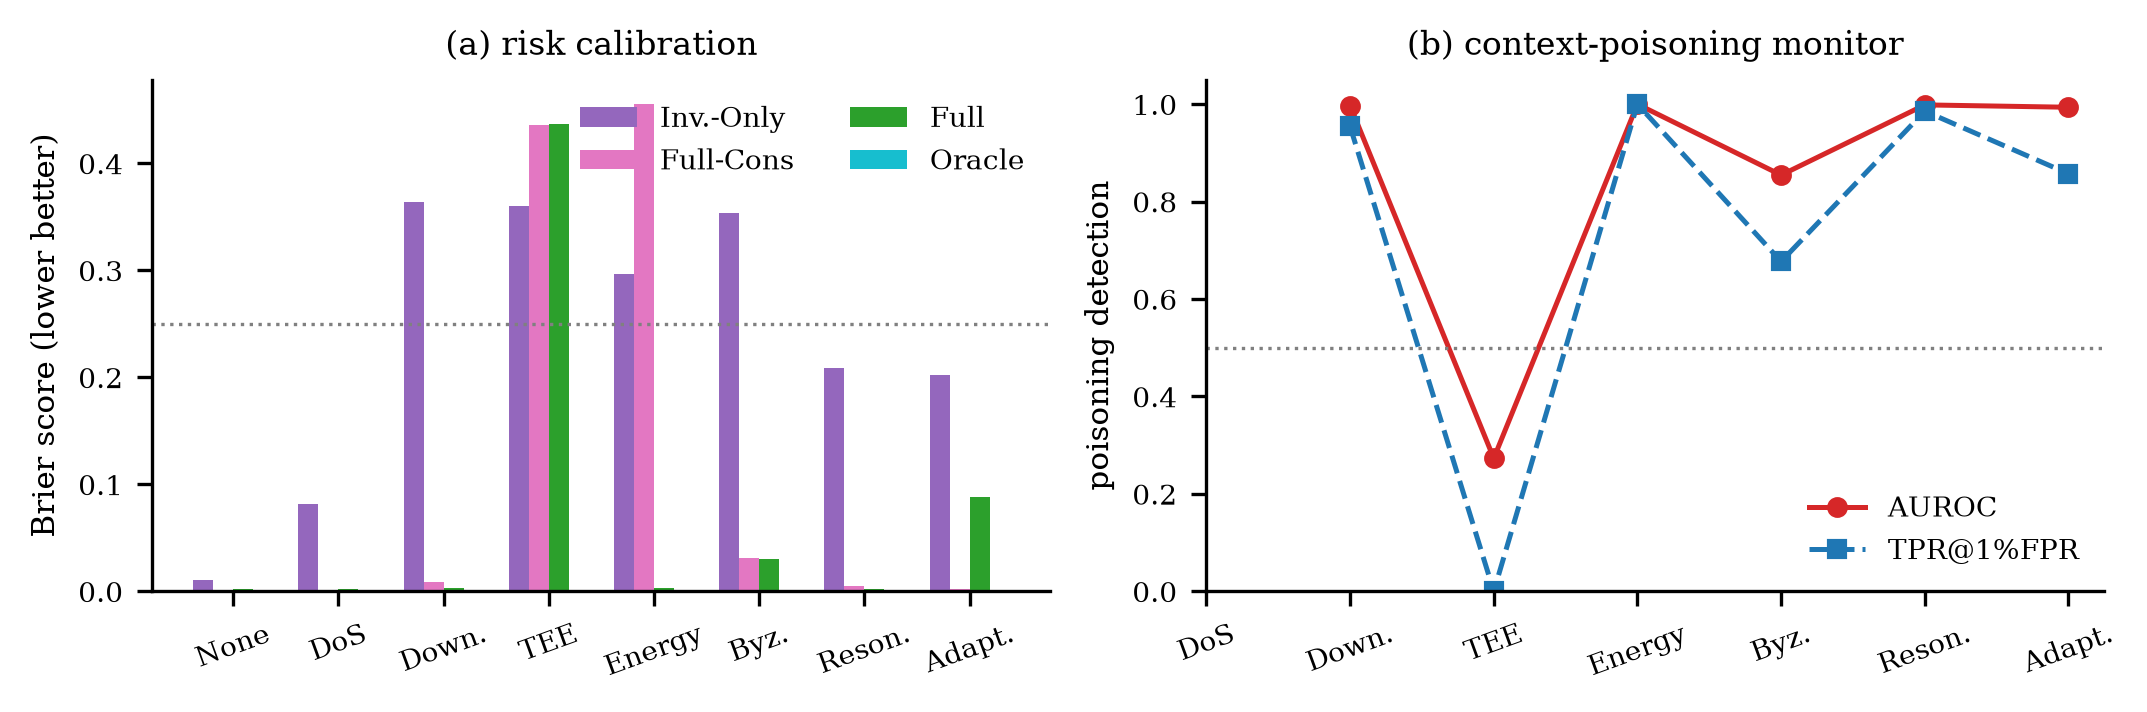 (a) risk calibration
Brier score (lower better)
0.4
0.3
0.2
0.1
0.0
Inv.-Only
Full-Cons
Full
Oracle
None
DoS
Down.
TEE
Energy
Byz.
Reson.
Adapt.
(b) context-poisoning monitor
poisoning detection
1.0
0.8
0.6
0.4
0.2
0.0
AUROC
TPR@1%FPR
DoS
Down.
TEE
Energy
Byz.
Reson.
Adapt.